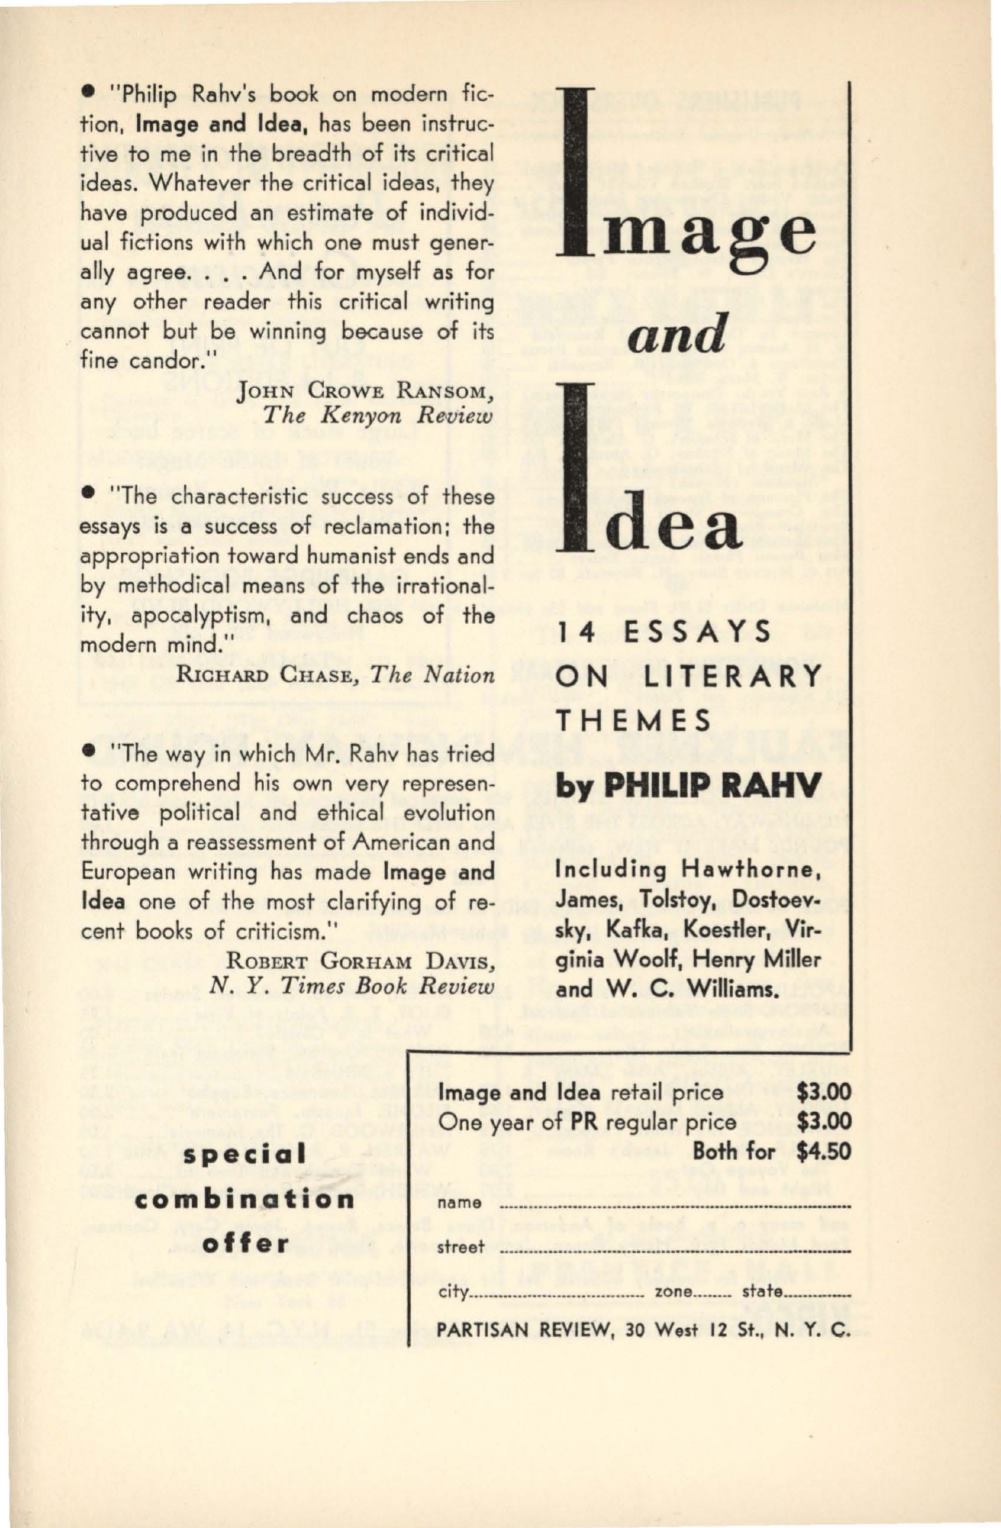 • "Philip Rahv's book on modern fic-
tion, Image and Idea, has been instruc-
tive to me in the breadth of its critical
ideas. Whatever the critical ideas, they
have produced an estimate of individ-
ual fictions with which one must gener-
ally agree. . . . And for myself as for
any other reader this critical writing
cannot but be winning because of its
fine candor."
JOHN CROWE RANSOM,
The Kenyon Review
• "The characteristic success of these
essays is a success of reclamation; the
appropriation toward humanist ends and
by methodical means of the irrational-
ity, apocalyptism, and chaos of the
modern mind."
RICHARD CHASE, The Nation
• "The way in which Mr. Rahv has tried
to comprehend his own very represen-
tative political and ethical evolution
through a reassessment of American and
European writing has made Image and
Idea one of the most clarifying of re-
cent books of criticism."
ROBERT GORHAM DAVIS,
N. Y. Times Book Review
Image
and
Idea
14 ESSAYS
ON LITERARY
THEMES
by PHILIP RAHV
Including Hawthorne,
James, Tolstoy, Dostoev-
sky, Kafka, Koestler, Vir-
ginia Woolf, Henry Miller
and W. C. Williams.
special
combination
offer
Image and Idea retail price $3.00
One year of PR regular price $3.00
Both for $4.50
name
street
city zone state
PARTISAN REVIEW, 30 West 12 St., N. Y. C.